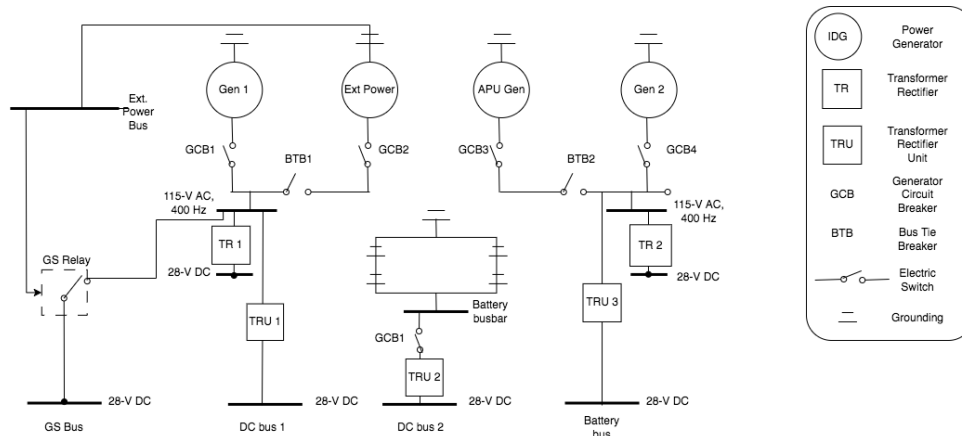 Gen 1
Ext Power
APU Gen
Gen 2
Ext.
Power
Bus
GCB1
BTB1
GCB2
GCB3
BTB2
GCB4
115-V AC,
400 Hz
115-V AC,
400 Hz
TR 1
28-V DC
TR 2
28-V DC
GS Relay
TRU 1
Battery
busbar
TRU 3
GCB1
TRU 2
28-V DC
GS Bus
28-V DC
DC bus 1
28-V DC
DC bus 2
28-V DC
Battery
bus
IDG
Power
Generator
TR
Transformer
Rectifier
TRU
Transformer
Rectifier
Unit
GCB
Generator
Circuit
Breaker
BTB
Bus Tie
Breaker
Electric
Switch
Grounding